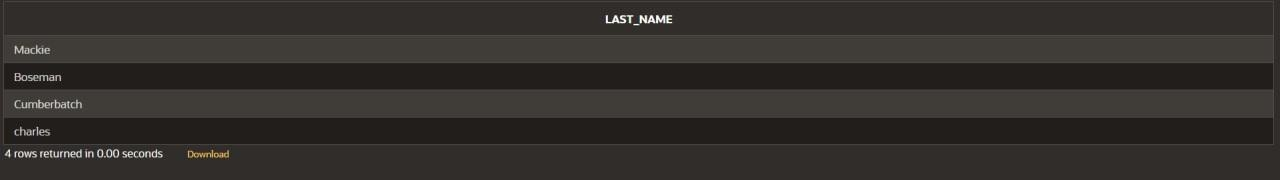 LAST_NAME
Mackie
Boseman
Cumberbatch
charles
4 rows returned in 0.00 seconds Download